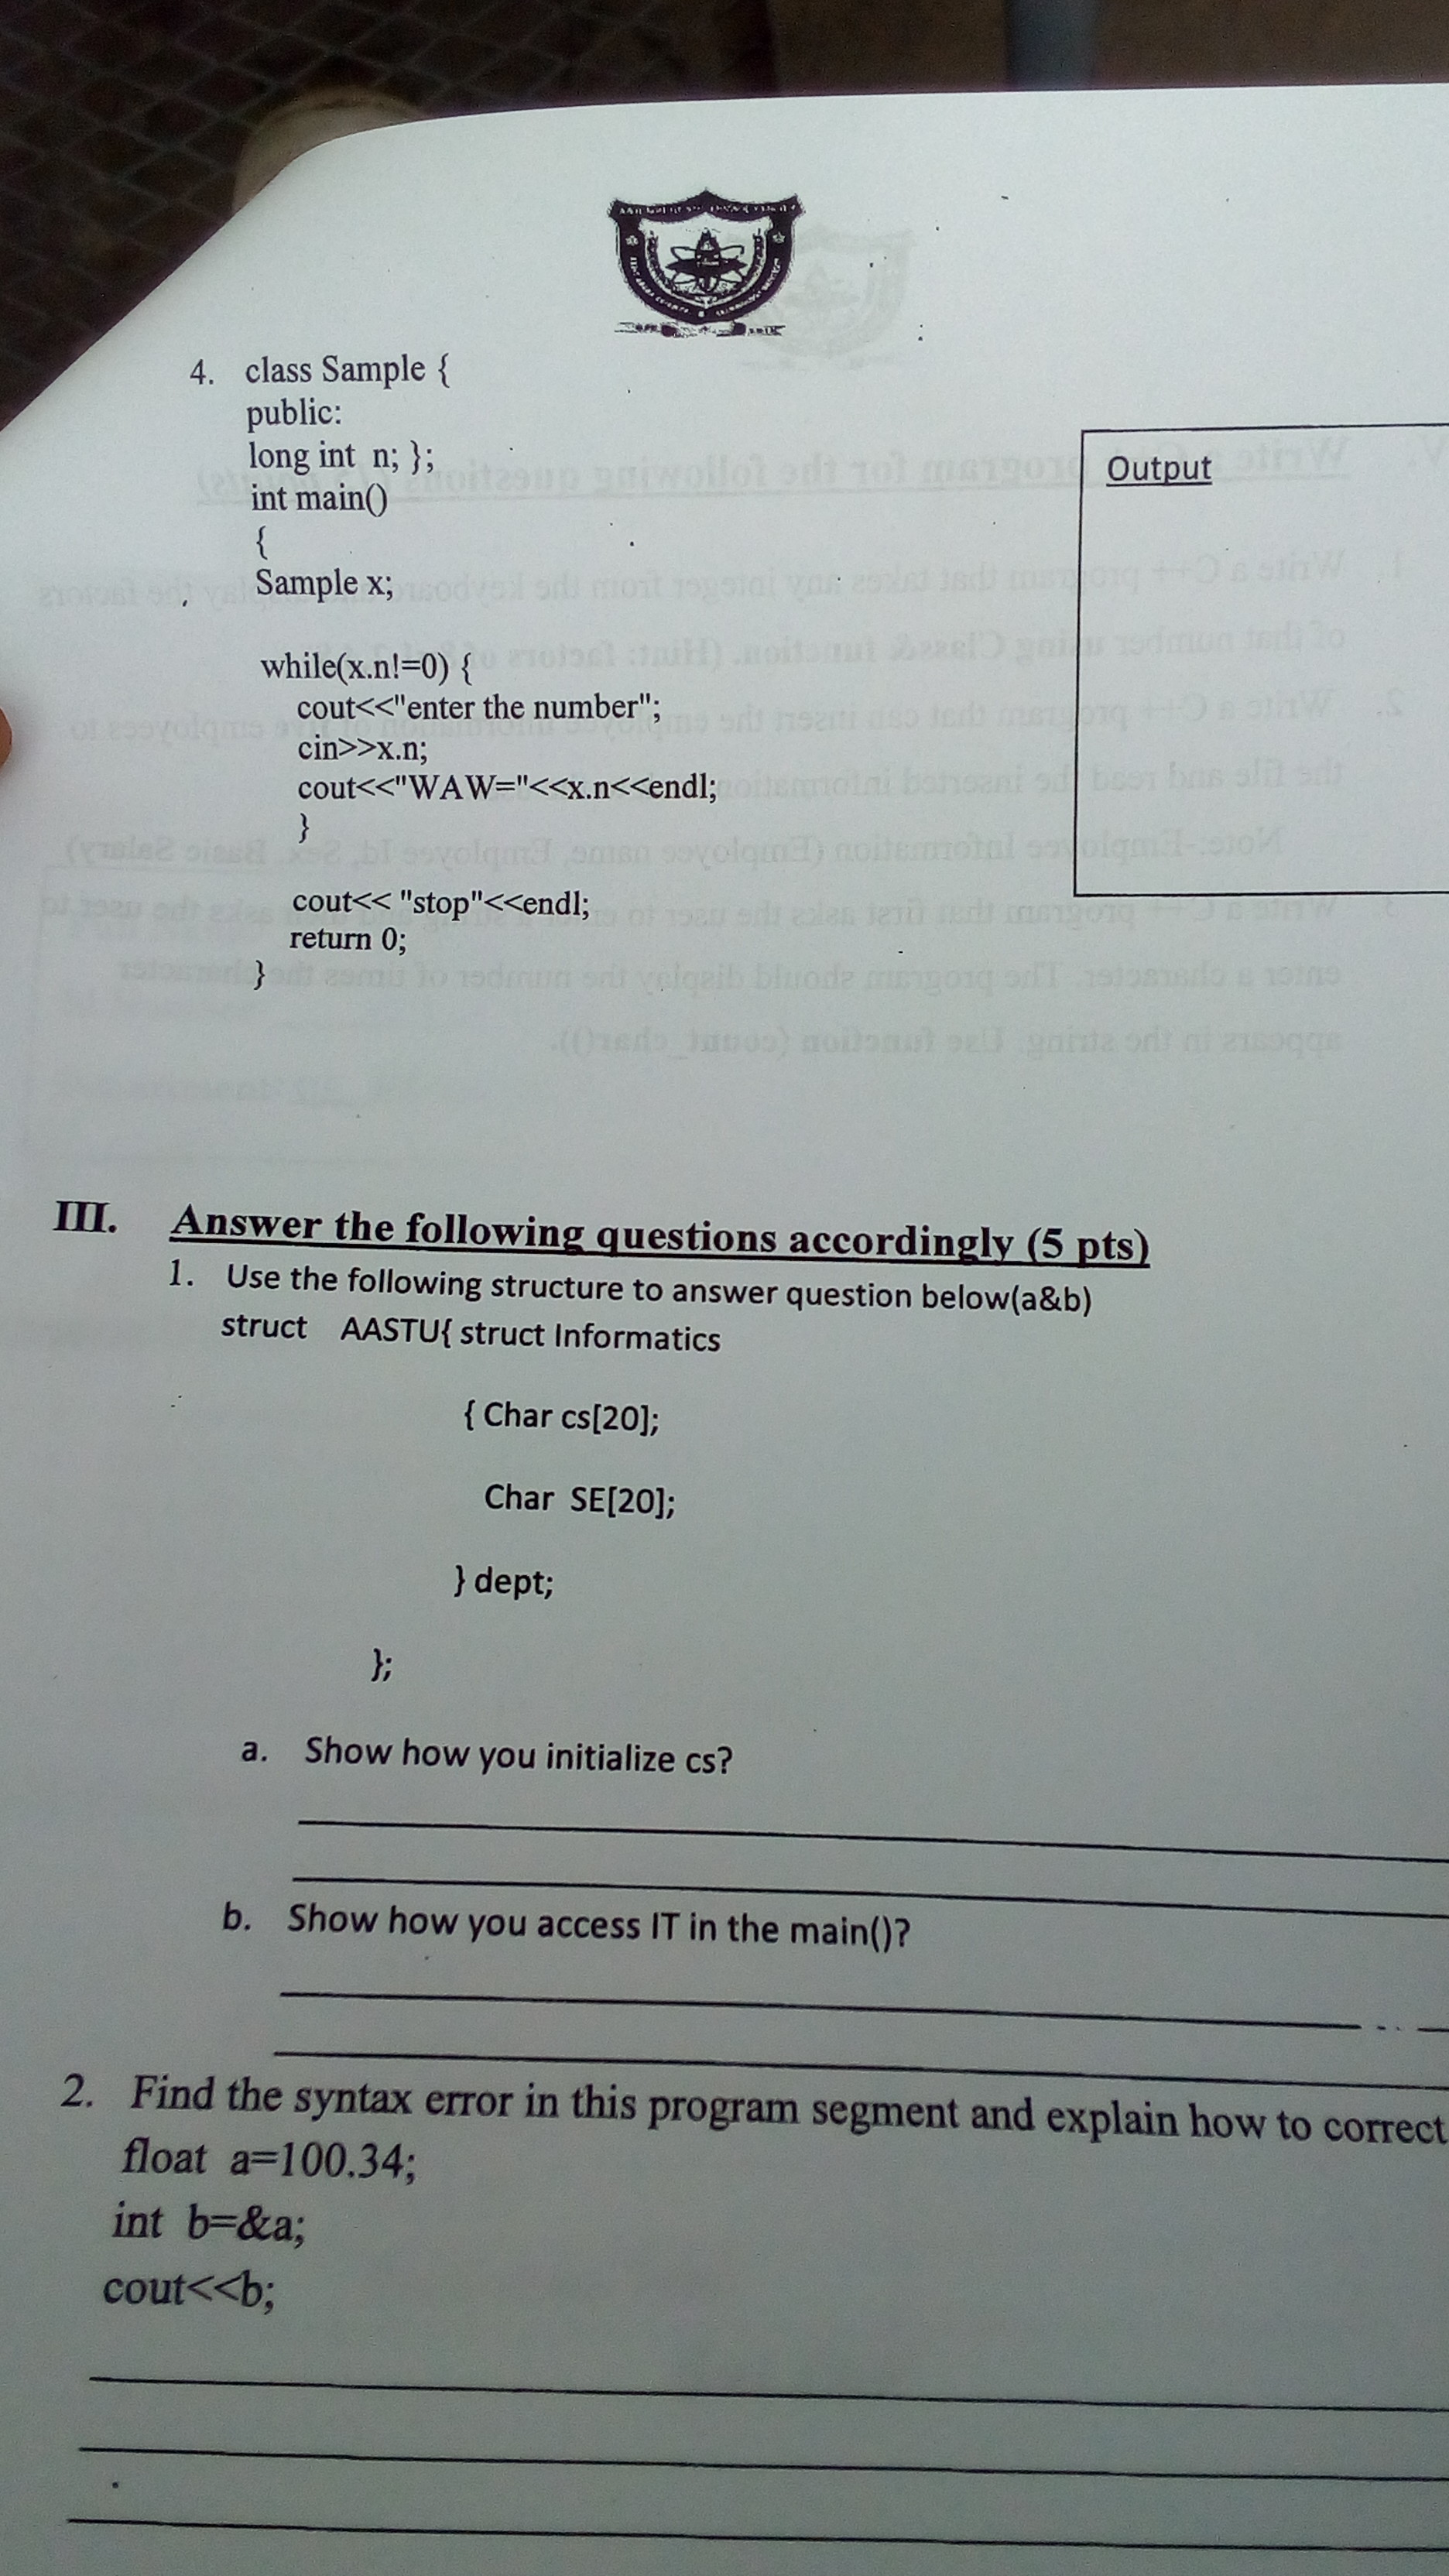 4. class Sample {
public:
long int n; };
int main()
{
Sample x;
while(x.n!=0) {
cout<<"enter the number";
cin>>x.n;
cout<<"WAW="<<x.n<<endl;
}
cout<< "stop"<<endl;
return 0;
}
Output
III. Answer the following questions accordingly (5 pts)
1. Use the following structure to answer question below(a&b)
struct AASTU{ struct Informatics
{ Char cs[20];
Char SE[20];
} dept;
};
a. Show how you initialize cs?
b. Show how you access IT in the main()?
2. Find the syntax error in this program segment and explain how to correct
float a=100.34;
int b=&a;
cout<<b;